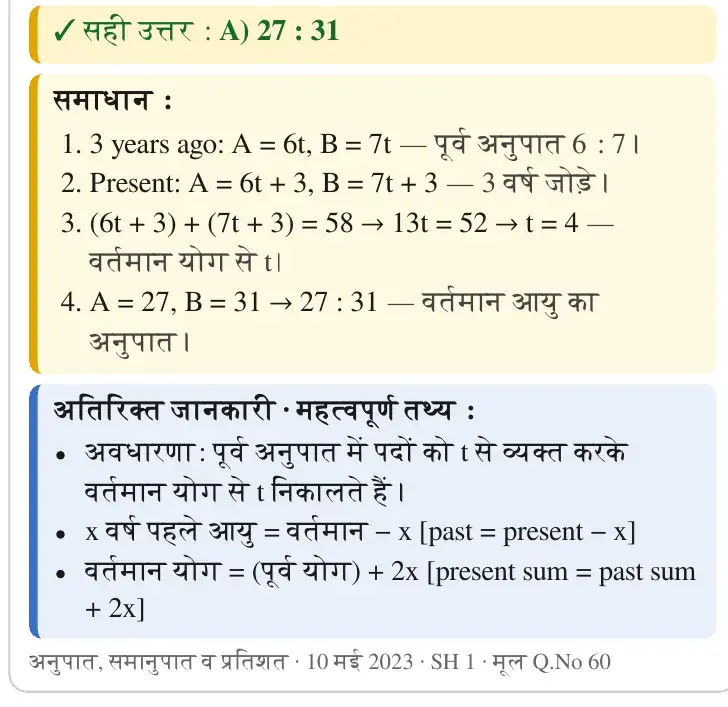 ✓ सही उत्तर : A) 27 : 31
समाधान :
1. 3 years ago: A = 6t, B = 7t — पूर्व अनुपात 6 : 7।
2. Present: A = 6t + 3, B = 7t + 3 — 3 वर्ष जोड़े।
3. (6t + 3) + (7t + 3) = 58 → 13t = 52 → t = 4 —
वर्तमान योग से t।
4. A = 27, B = 31 → 27 : 31 — वर्तमान आयु का
अनुपात।
अतिरिक्त जानकारी · महत्वपूर्ण तथ्य :
• अवधारणा : पूर्व अनुपात में पदों को t से व्यक्त करके
वर्तमान योग से t निकालते हैं।
• x वर्ष पहले आयु = वर्तमान − x [past = present − x]
• वर्तमान योग = (पूर्व योग) + 2x [present sum = past sum
+ 2x]
अनुपात, समानुपात व प्रतिशत · 10 मई 2023 · SH 1 · मूल Q.No 60